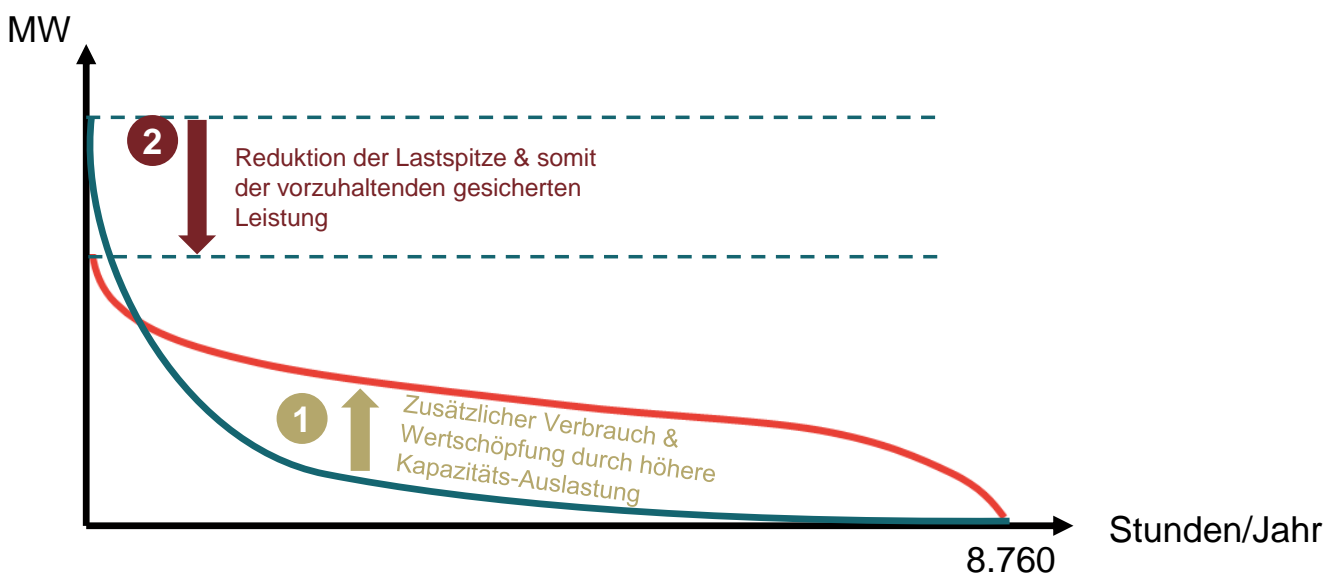 MW
2
Reduktion der Lastspitze & somit
der vorzuhaltenden gesicherten
Leistung
1
Zusätzlicher Verbrauch &
Wertschöpfung durch höhere
Kapazitäts-Auslastung
Stunden/Jahr
8.760